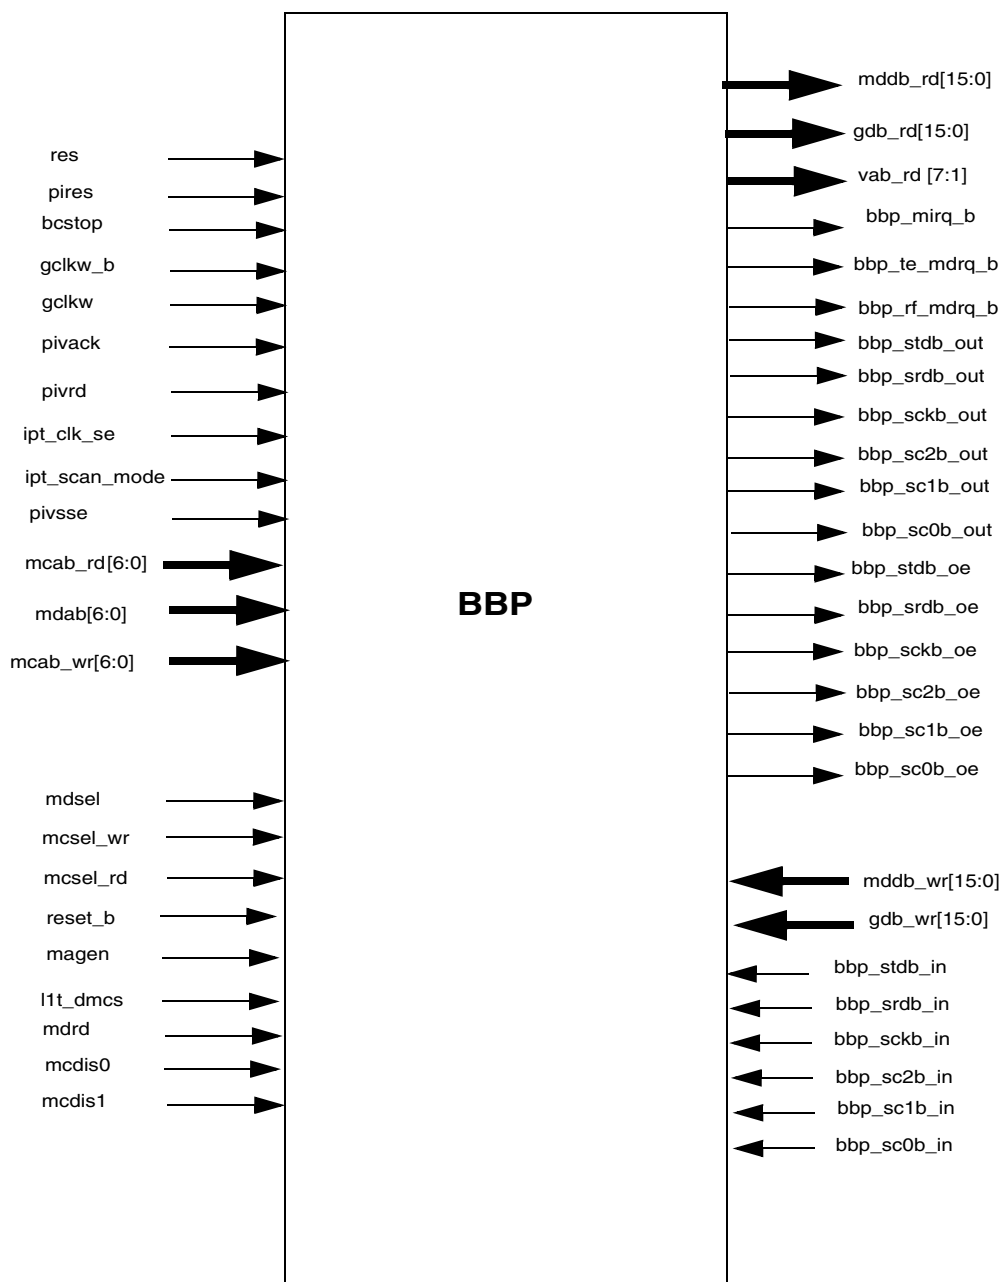 res
pires
bcstop
gclkw_b
gclkw
pivack
pivrd
ipt_clk_se
ipt_scan_mode
pivsse
mcab_rd[6:0]
mdab[6:0]
mcab_wr[6:0]
mdsel
mcsel_wr
mcsel_rd
reset_b
magen
l1t_dmcs
mdrd
mcdis0
mcdis1
BBP
mddb_rd[15:0]
gdb_rd[15:0]
vab_rd [7:1]
bbp_mirq_b
bbp_te_mdrq_b
bbp_rf_mdrq_b
bbp_stdb_out
bbp_srdb_out
bbp_sckb_out
bbp_sc2b_out
bbp_sc1b_out
bbp_sc0b_out
bbp_stdb_oe
bbp_srdb_oe
bbp_sckb_oe
bbp_sc2b_oe
bbp_sc1b_oe
bbp_sc0b_oe
mddb_wr[15:0]
gdb_wr[15:0]
bbp_stdb_in
bbp_srdb_in
bbp_sckb_in
bbp_sc2b_in
bbp_sc1b_in
bbp_sc0b_in